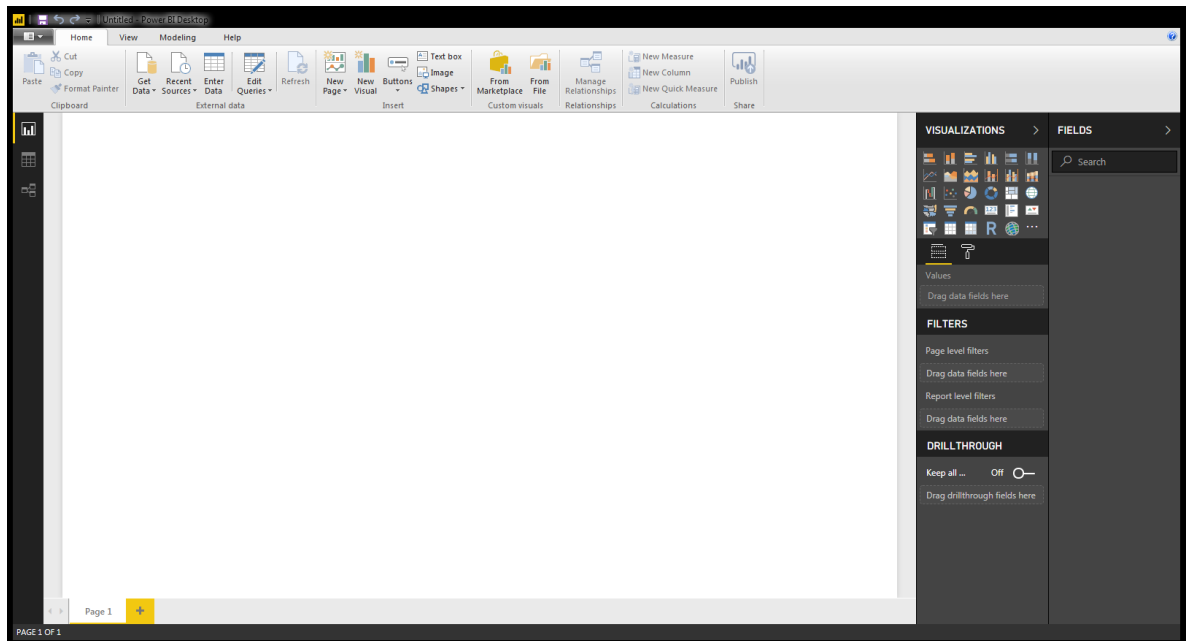 Untitled - Power BI Desktop
Home View Modeling Help
Paste
Cut
Copy
Format Painter
Clipboard
Get Data
Recent Sources
Enter Data
Edit Queries
External data
Refresh
New Page
New Visual
Buttons
Text box
Image
Shapes
Insert
From Marketplace
From File
Custom visuals
Manage Relationships
Relationships
New Measure
New Column
New Quick Measure
Calculations
Publish
Share
VISUALIZATIONS
R
123
Values
Drag data fields here
FILTERS
Page level filters
Drag data fields here
Report level filters
Drag data fields here
DRILLTHROUGH
Keep all ... Off
Drag drillthrough fields here
FIELDS
Search
Page 1
PAGE 1 OF 1